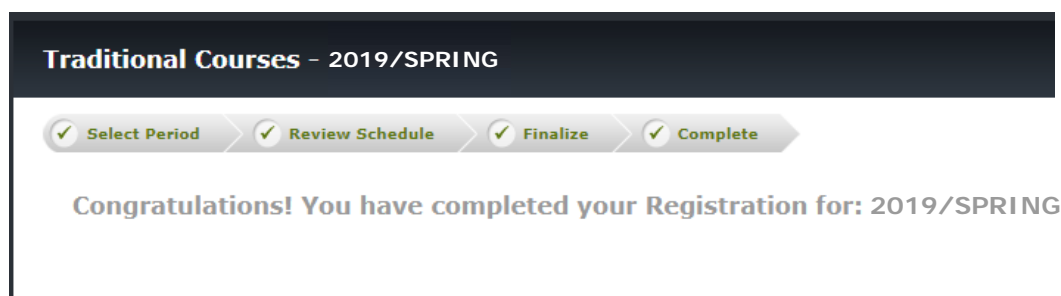 Traditional Courses - 2019/SPRING
Select Period Review Schedule Finalize Complete
Congratulations! You have completed your Registration for: 2019/SPRING